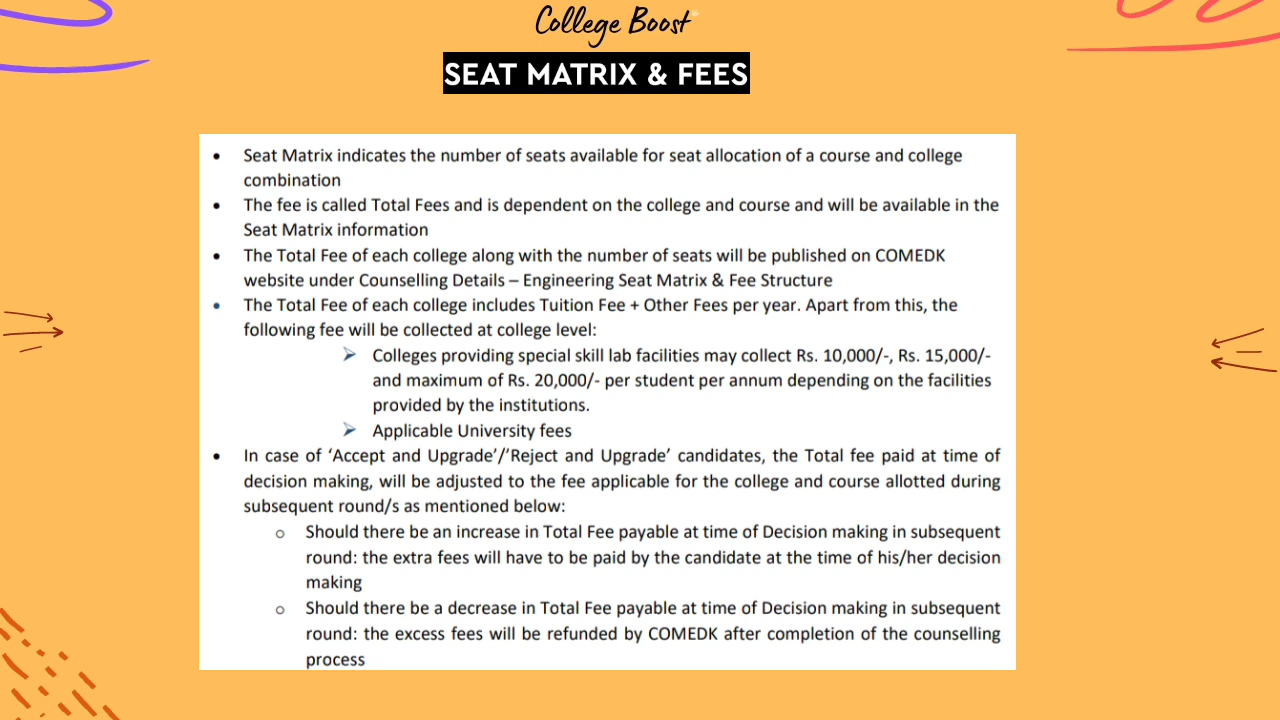 College Boost
SEAT MATRIX & FEES
• Seat Matrix indicates the number of seats available for seat allocation of a course and college
combination
• The fee is called Total Fees and is dependent on the college and course and will be available in the
Seat Matrix information
• The Total Fee of each college along with the number of seats will be published on COMEDK
website under Counselling Details – Engineering Seat Matrix & Fee Structure
• The Total Fee of each college includes Tuition Fee + Other Fees per year. Apart from this, the
following fee will be collected at college level:
➢ Colleges providing special skill lab facilities may collect Rs. 10,000/-, Rs. 15,000/-
and maximum of Rs. 20,000/- per student per annum depending on the facilities
provided by the institutions.
➢ Applicable University fees
• In case of ‘Accept and Upgrade’/’Reject and Upgrade’ candidates, the Total fee paid at time of
decision making, will be adjusted to the fee applicable for the college and course allotted during
subsequent round/s as mentioned below:
o Should there be an increase in Total Fee payable at time of Decision making in subsequent
round: the extra fees will have to be paid by the candidate at the time of his/her decision
making
o Should there be a decrease in Total Fee payable at time of Decision making in subsequent
round: the excess fees will be refunded by COMEDK after completion of the counselling
process